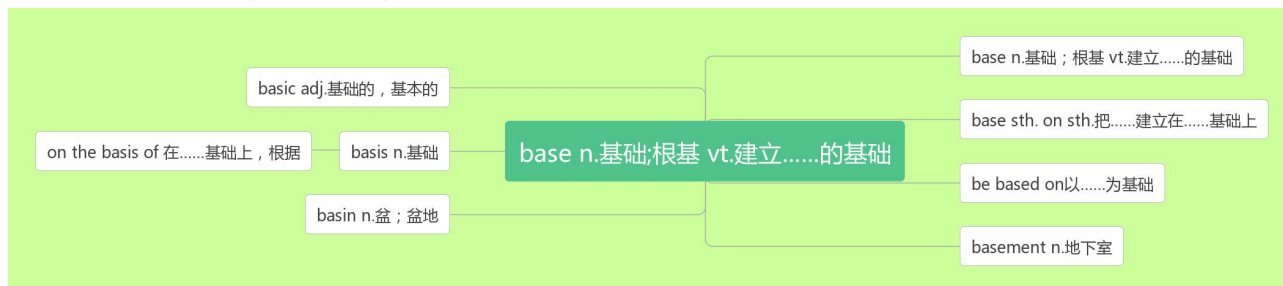 base n.基础；根基 vt.建立……的基础
basic adj.基础的，基本的
base sth. on sth.把……建立在……基础上
on the basis of 在……基础上，根据
basis n.基础
base n.基础;根基 vt.建立……的基础
be based on以……为基础
basin n.盆；盆地
basement n.地下室